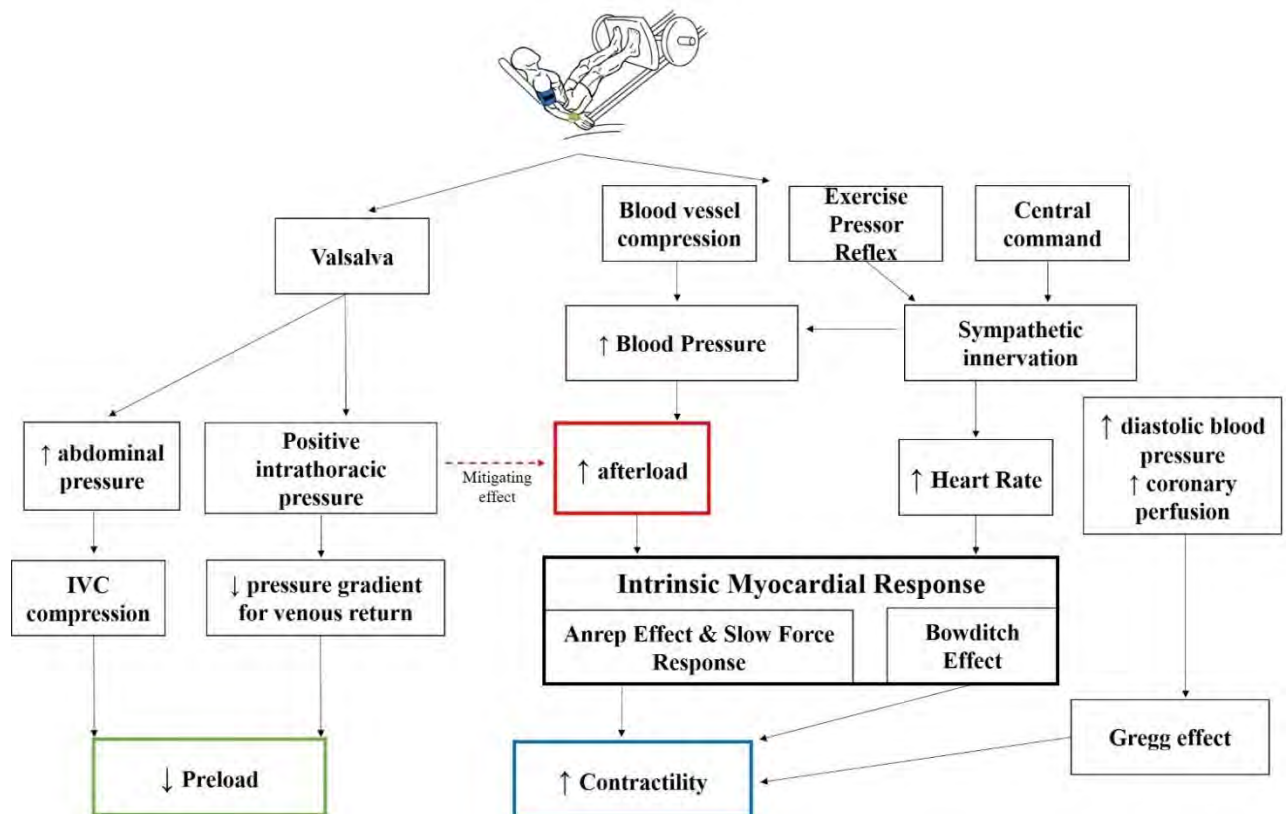 Valsalva
Blood vessel
compression
Exercise
Pressor
Reflex
Central
command
↑ Blood Pressure
Sympathetic
innervation
↑ abdominal
pressure
Positive
intrathoracic
pressure
Mitigating
effect
↑ afterload
↑ Heart Rate
↑ diastolic blood
pressure
↑ coronary
perfusion
IVC
compression
↓ pressure gradient
for venous return
Intrinsic Myocardial Response
Anrep Effect & Slow Force
Response
Bowditch
Effect
Gregg effect
↓ Preload
↑ Contractility